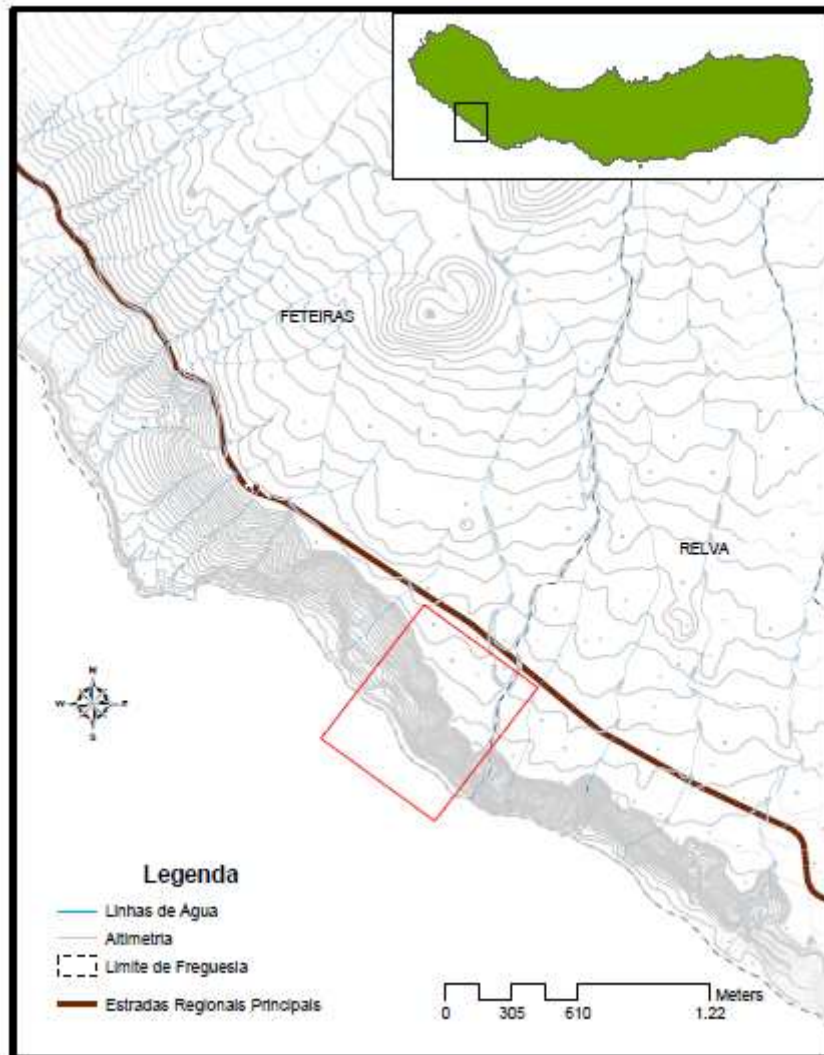 FETEIRAS
RELVA
N
W E
S
Legenda
Linhas de Água
Altimetria
Limite de Freguesia
Estradas Regionais Principais
Meters
0 305 610 1.22